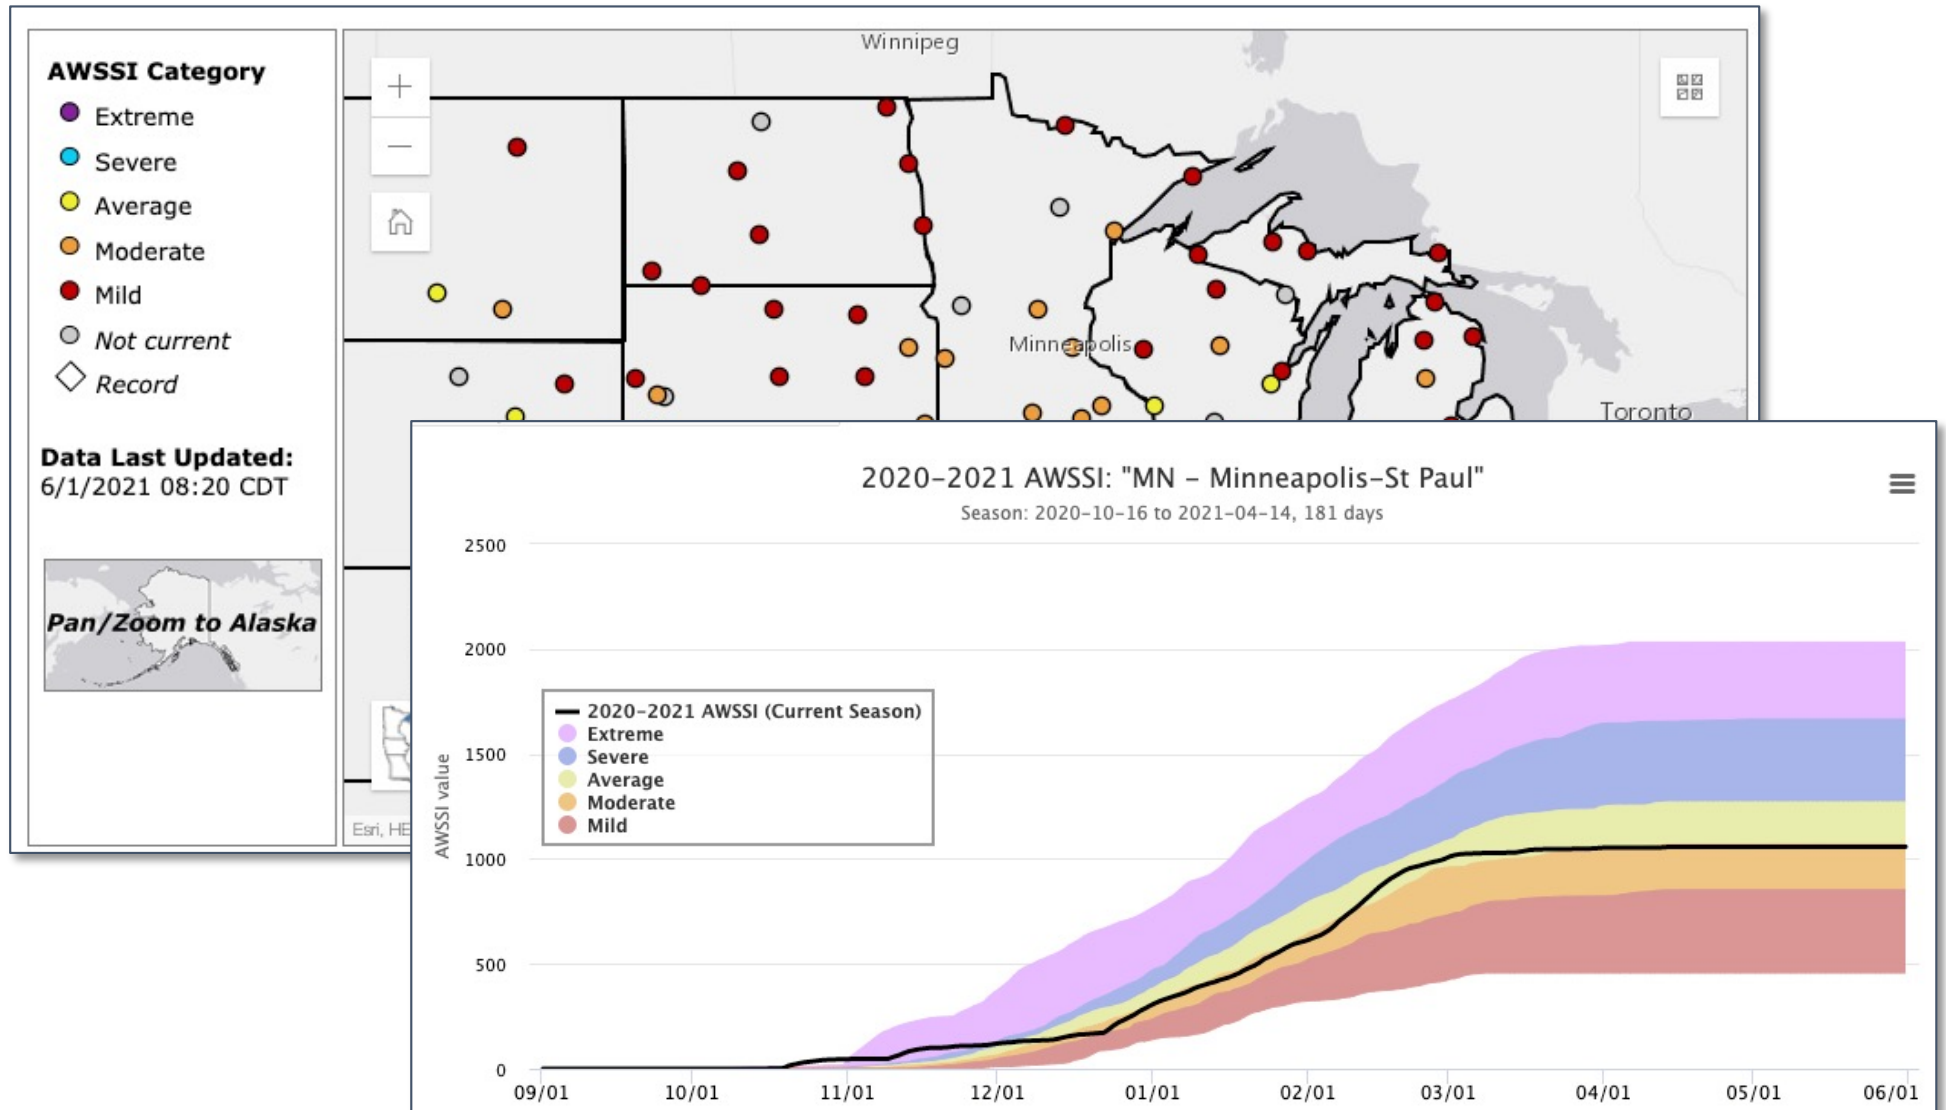 AWSSI Category
Extreme
Severe
Average
Moderate
Mild
Not current
Record
Data Last Updated:
6/1/2021 08:20 CDT
Pan/Zoom to Alaska
Winnipeg
Minneapolis
Toronto
Esri, HE
2020-2021 AWSSI: "MN - Minneapolis-St Paul"
Season: 2020-10-16 to 2021-04-14, 181 days
AWSSI value
2500
2000
1500
1000
500
0
2020-2021 AWSSI (Current Season)
Extreme
Severe
Average
Moderate
Mild
09/01 10/01 11/01 12/01 01/01 02/01 03/01 04/01 05/01 06/01